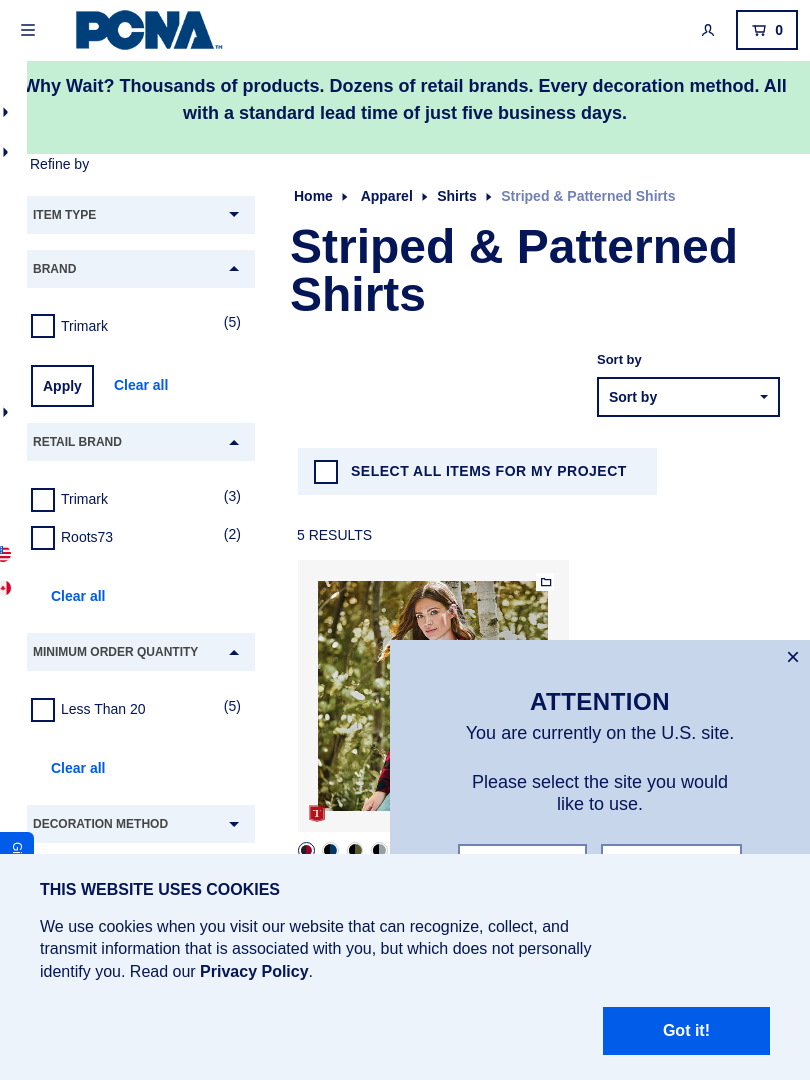 PCNA™
0
Why Wait? Thousands of products. Dozens of retail brands. Every decoration method. All
with a standard lead time of just five business days.
Refine by
ITEM TYPE
BRAND
Trimark (5)
Apply Clear all
RETAIL BRAND
Trimark (3)
Roots73 (2)
Clear all
MINIMUM ORDER QUANTITY
Less Than 20 (5)
Clear all
DECORATION METHOD
Home Apparel Shirts Striped & Patterned Shirts
Striped & Patterned
Shirts
Sort by
Sort by
SELECT ALL ITEMS FOR MY PROJECT
5 RESULTS
T
ATTENTION
You are currently on the U.S. site.
Please select the site you would
like to use.
THIS WEBSITE USES COOKIES
We use cookies when you visit our website that can recognize, collect, and
transmit information that is associated with you, but which does not personally
identify you. Read our Privacy Policy.
Got it!